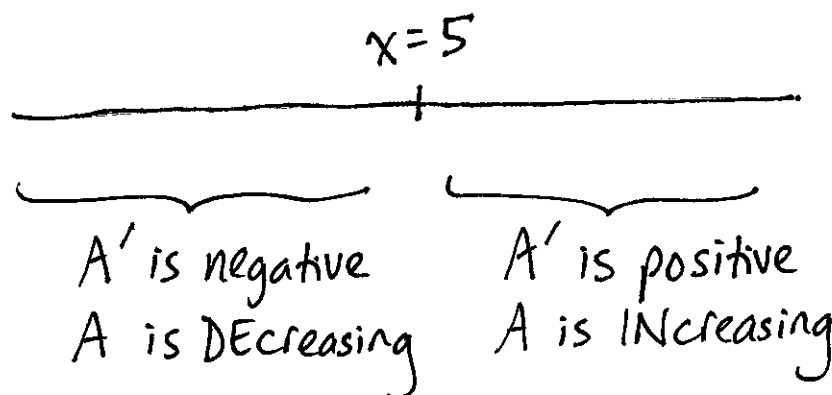 x=5
A' is negative
A is DEcreasing
A' is positive
A is INcreasing